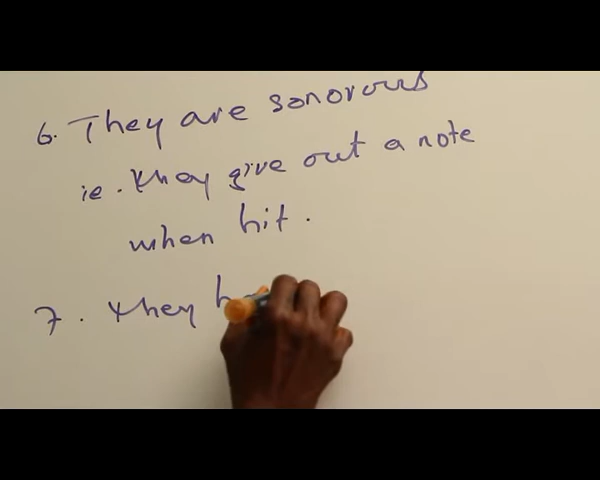 6. They are sonorous
ie. they give out a note
when hit.
7. they